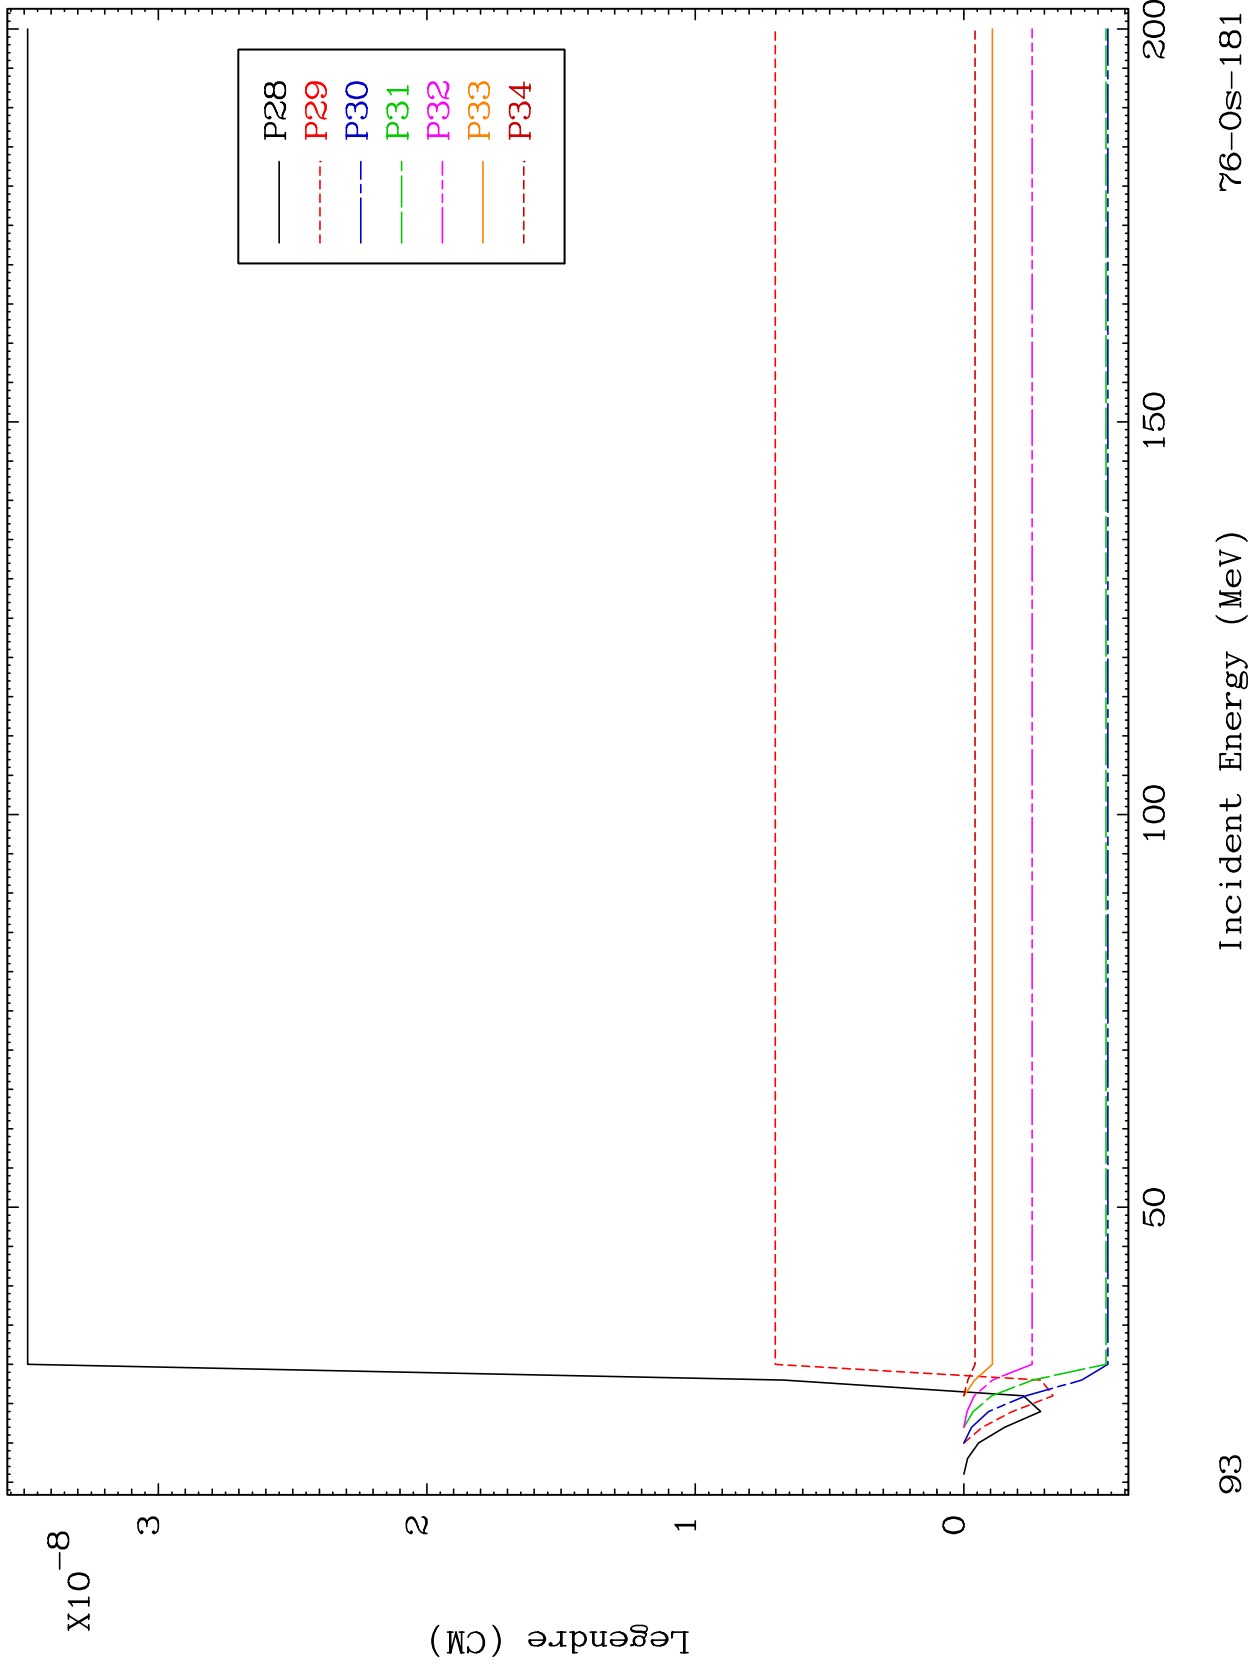 X10
-8
3
2
1
0
Legendre (CM)
P28
P29
P30
P31
P32
P33
P34
50
100
150
200
93
Incident Energy (MeV)
76-Os-181